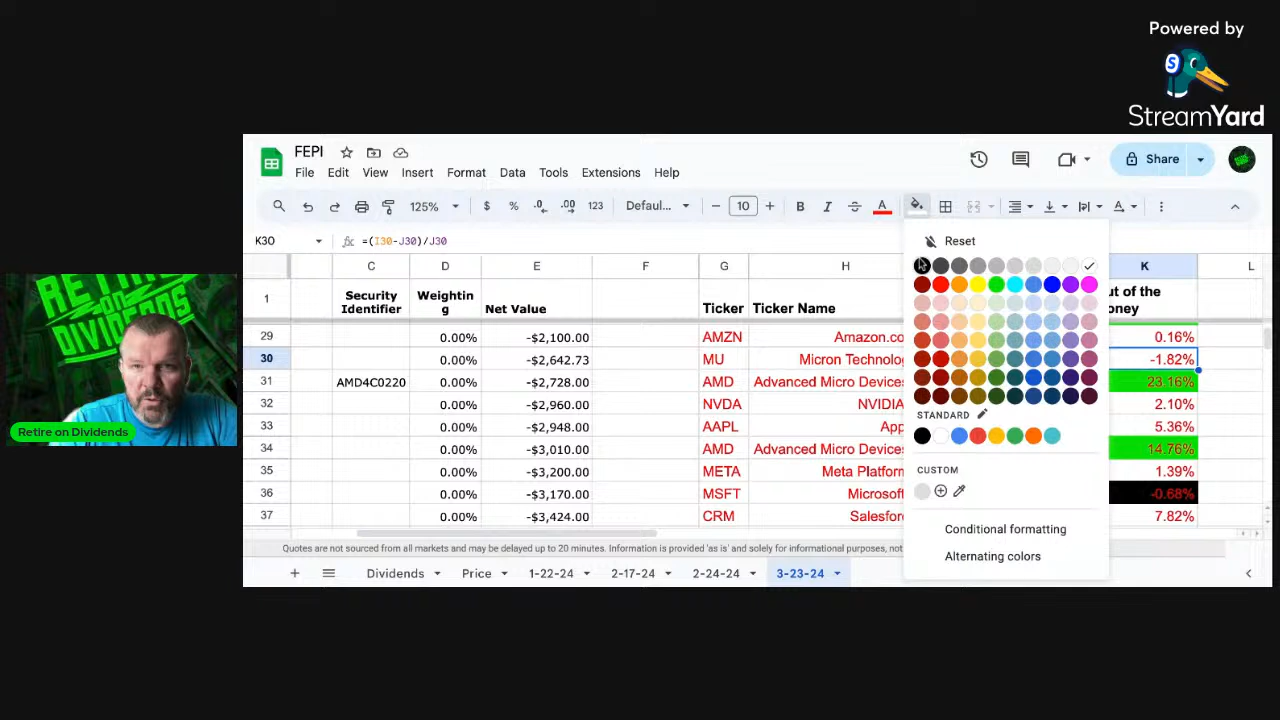 Powered by
S
StreamYard
FEPI
File Edit View Insert Format Data Tools Extensions Help
Share
125% $ % .0 .00 123 Defaul... − 10 + B I A
K30 fx =(I30-J30)/J30
Reset
C D E F G H K L
1 Security Identifier Weightin g Net Value Ticker Ticker Name ut of the oney
29 0.00% -$2,100.00 AMZN Amazon.co 0.16%
30 0.00% -$2,642.73 MU Micron Technolog -1.82%
31 AMD4C0220 0.00% -$2,728.00 AMD Advanced Micro Devices 23.16%
32 0.00% -$2,960.00 NVDA NVIDIA 2.10%
33 0.00% -$2,948.00 AAPL App 5.36%
34 0.00% -$3,010.00 AMD Advanced Micro Devices 14.76%
35 0.00% -$3,200.00 META Meta Platform 1.39%
36 0.00% -$3,170.00 MSFT Microsoft -0.68%
37 0.00% -$3,424.00 CRM Salesforc 7.82%
STANDARD
CUSTOM
Conditional formatting
Alternating colors
Quotes are not sourced from all markets and may be delayed up to 20 minutes. Information is provided 'as is' and solely for informational purposes, not
+ Dividends Price 1-22-24 2-17-24 2-24-24 3-23-24
RETIRE
ON
DIVIDENDS
Retire on Dividends